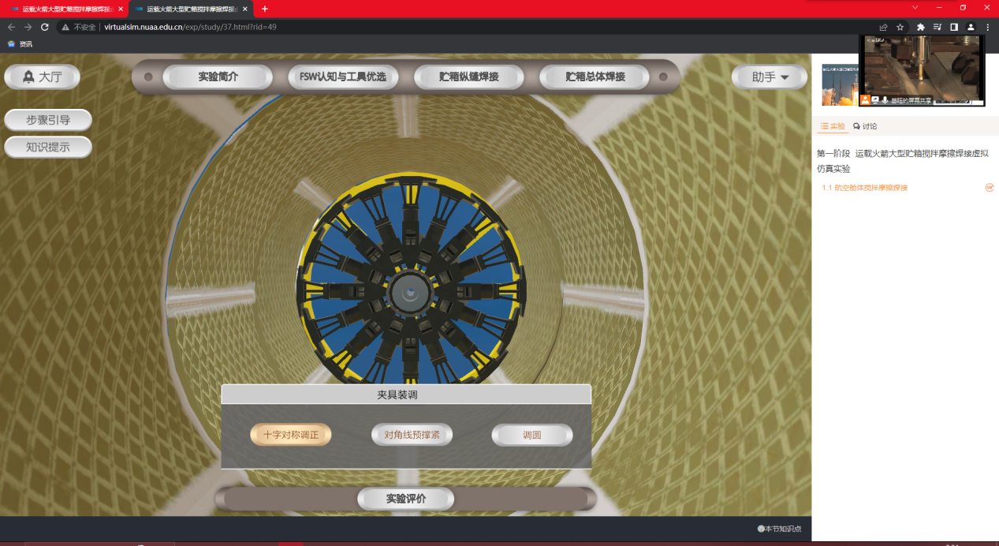 运载火箭大型贮箱搅拌摩擦焊接
运载火箭大型贮箱搅拌摩擦焊接
不安全 virtualsim.nuaa.edu.cn/exp/study/37.html?rid=49
资讯
大厅
实验简介
FSW认知与工具优选
贮箱纵缝焊接
贮箱总体焊接
助手
步骤引导
知识提示
的屏幕共享
实验 讨论
第一阶段 运载火箭大型贮箱搅拌摩擦焊接虚拟
仿真实验
1.1 航空舱体搅拌摩擦焊接
夹具装调
十字对称调正
对角线预撑紧
调圆
实验评价
本节知识点